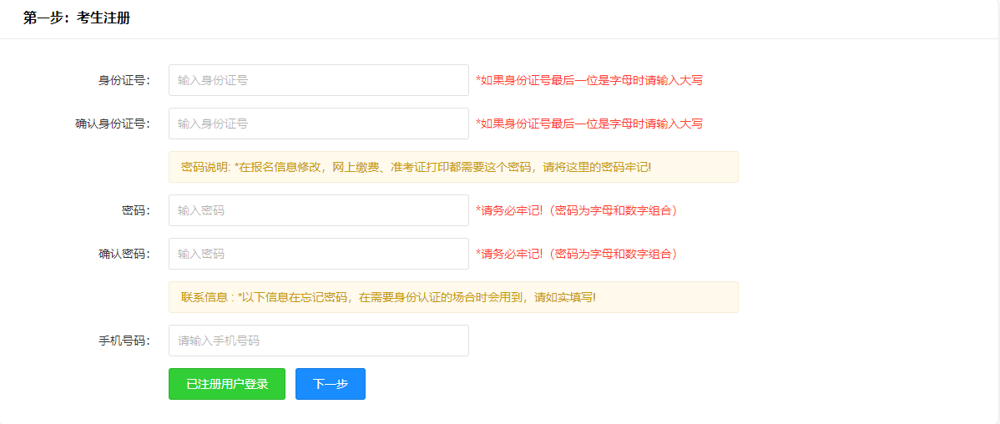 第一步：考生注册
身份证号： 输入身份证号 *如果身份证号最后一位是字母时请输入大写
确认身份证号： 输入身份证号 *如果身份证号最后一位是字母时请输入大写
密码说明: *在报名信息修改，网上缴费、准考证打印都需要这个密码，请将这里的密码牢记!
密码： 输入密码 *请务必牢记!（密码为字母和数字组合）
确认密码： 输入密码 *请务必牢记!（密码为字母和数字组合）
联系信息 : *以下信息在忘记密码，在需要身份认证的场合时会用到，请如实填写!
手机号码： 请输入手机号码
已注册用户登录 下一步